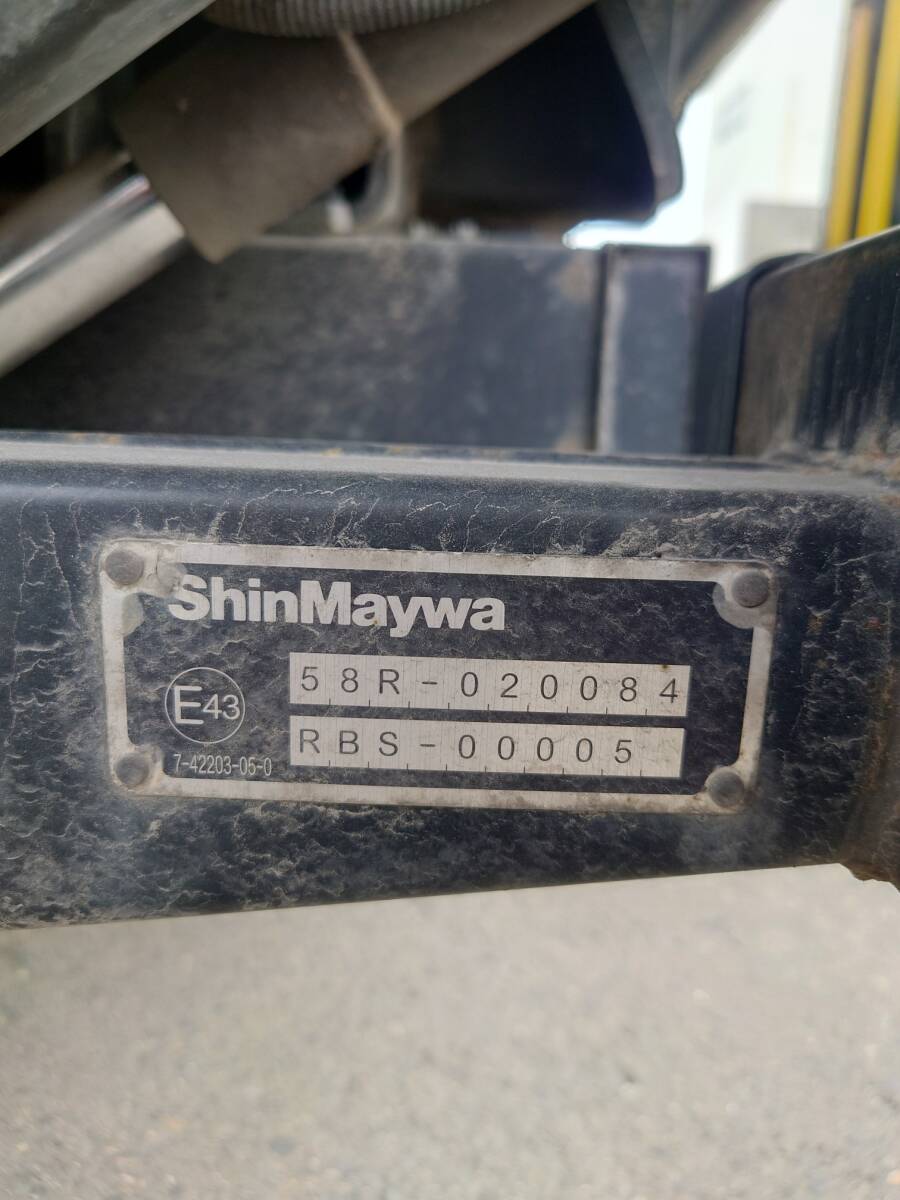 ShinMaywa
E43
58R-020084
RBS-00005
7-42203-05-0